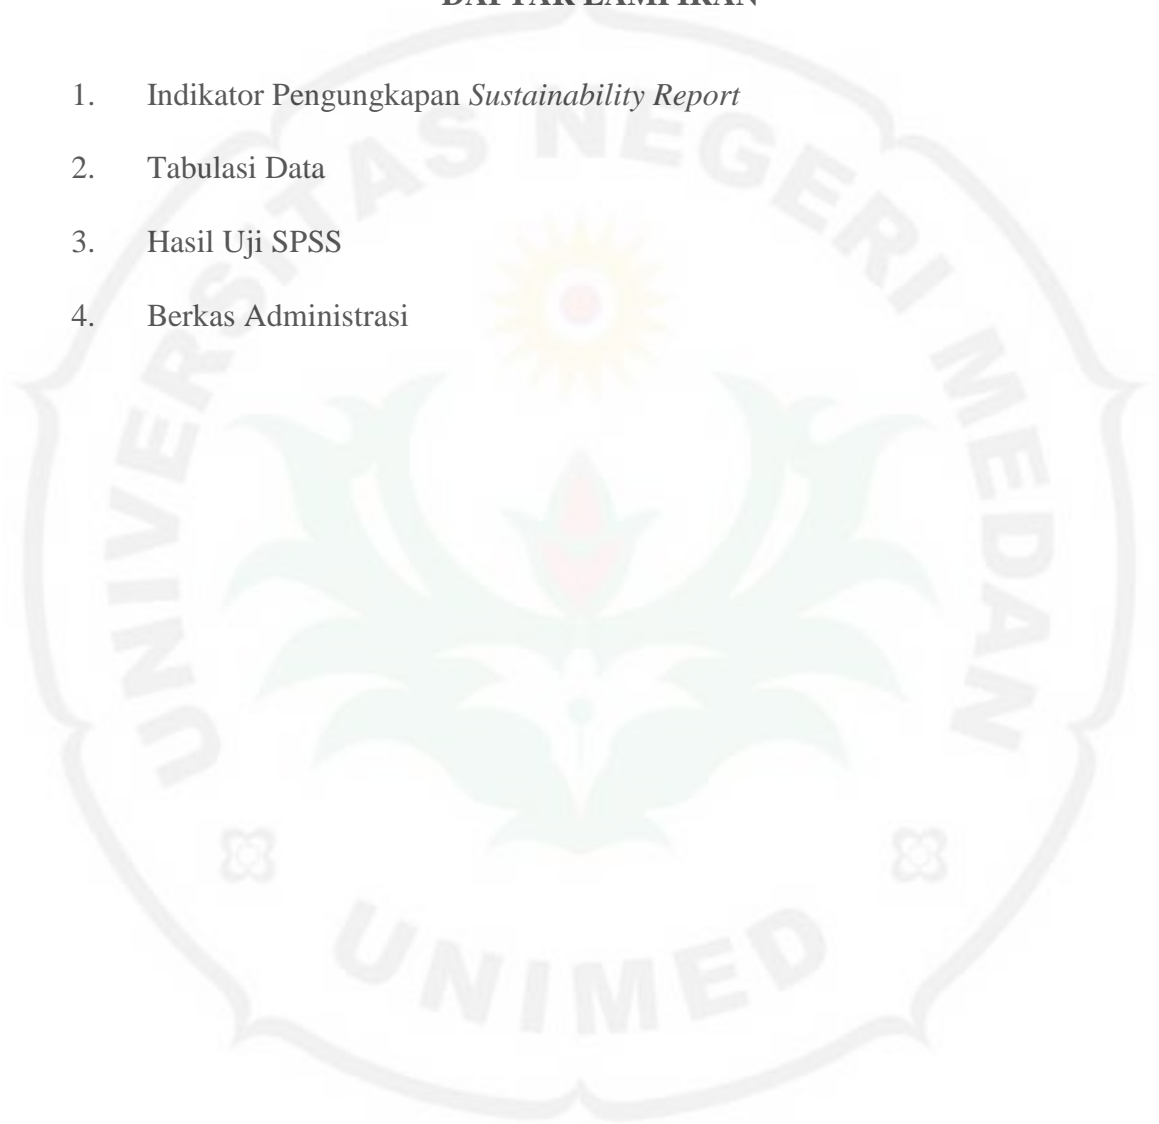 DAFTAR LAMPIRAN
1. Indikator Pengungkapan Sustainability Report
2. Tabulasi Data
3. Hasil Uji SPSS
4. Berkas Administrasi
UNIVERSITAS NEGERI MEDAN
UNIMED